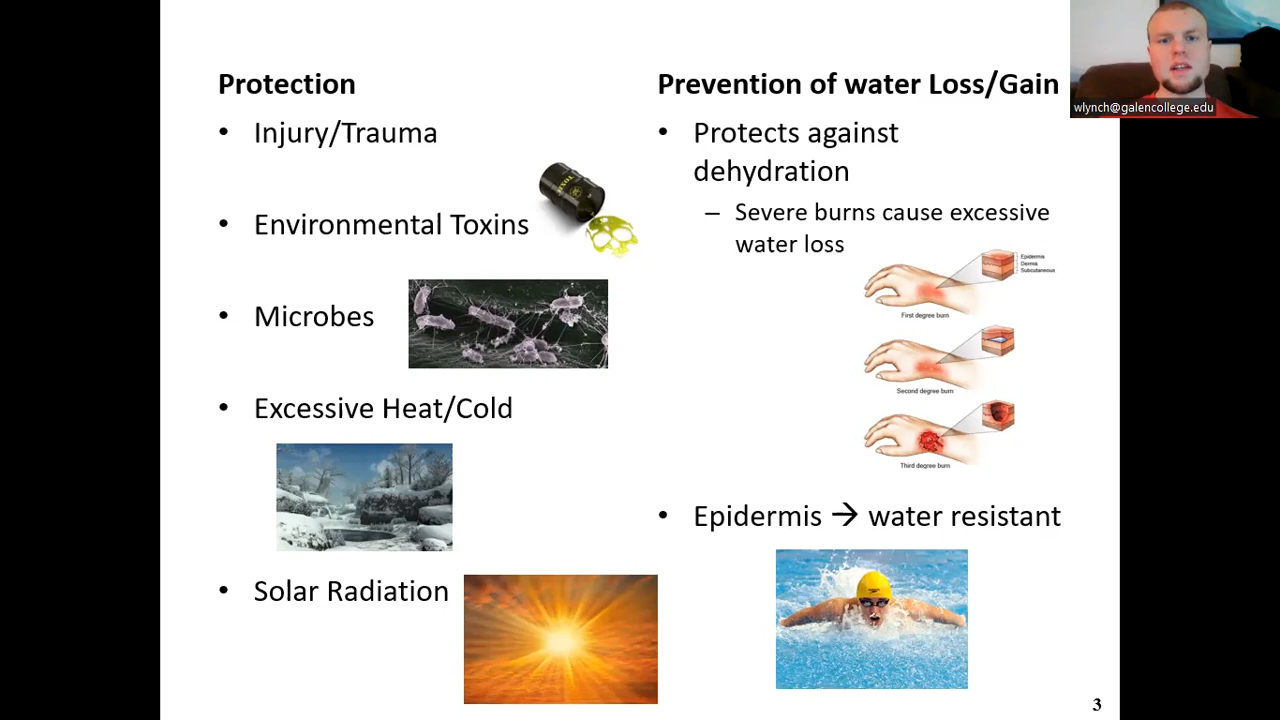 Protection
• Injury/Trauma
• Environmental Toxins
TOXIC
• Microbes
• Excessive Heat/Cold
• Solar Radiation
Prevention of water Loss/Gain
• Protects against
dehydration
– Severe burns cause excessive
water loss
Epidermis
Dermis
Subcutaneous
First degree burn
Second degree burn
Third degree burn
• Epidermis → water resistant
wlynch@galencollege.edu
3